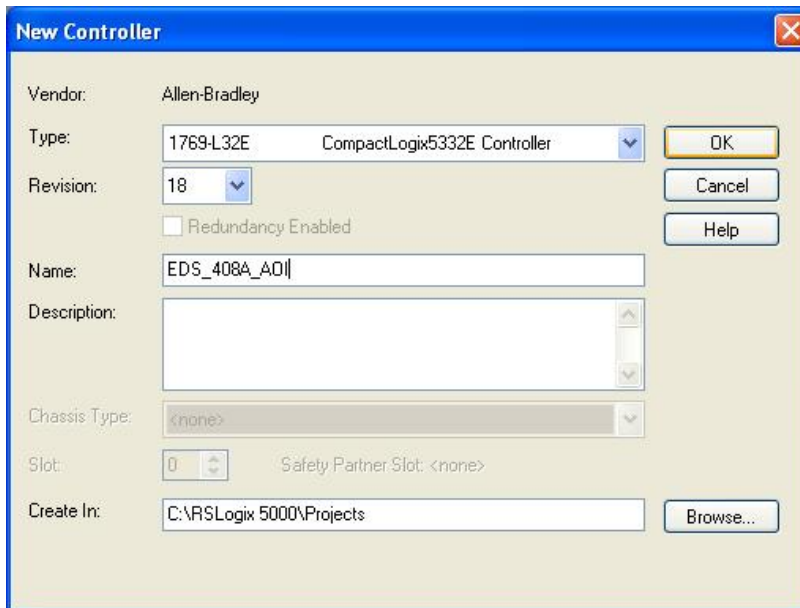 New Controller
Vendor: Allen-Bradley
Type: 1769-L32E CompactLogix5332E Controller OK
Revision: 18 Cancel
Redundancy Enabled Help
Name: EDS_408A_AOI
Description:
Chassis Type: <none>
Slot: 0 Safety Partner Slot: <none>
Create In: C:\RSLogix 5000\Projects Browse...